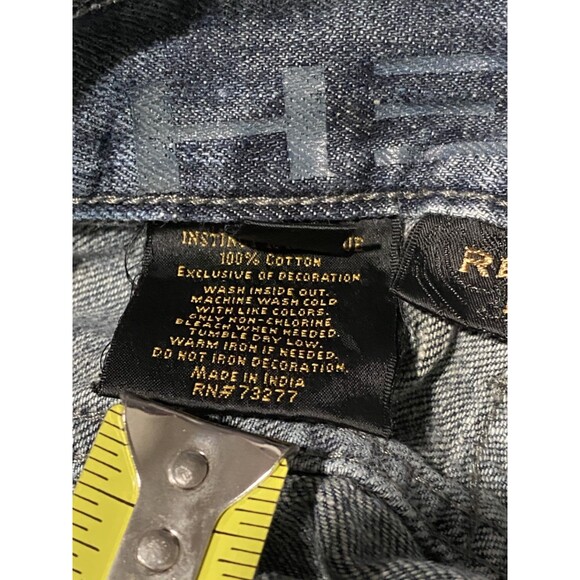 100% COTTON
EXCLUSIVE OF DECORATION
WASH INSIDE OUT.
MACHINE WASH COLD
WITH LIKE COLORS.
ONLY NON-CHLORINE
BLEACH WHEN NEEDED.
TUMBLE DRY LOW.
WARM IRON IF NEEDED.
DO NOT IRON DECORATION.
MADE IN INDIA
RN# 73277